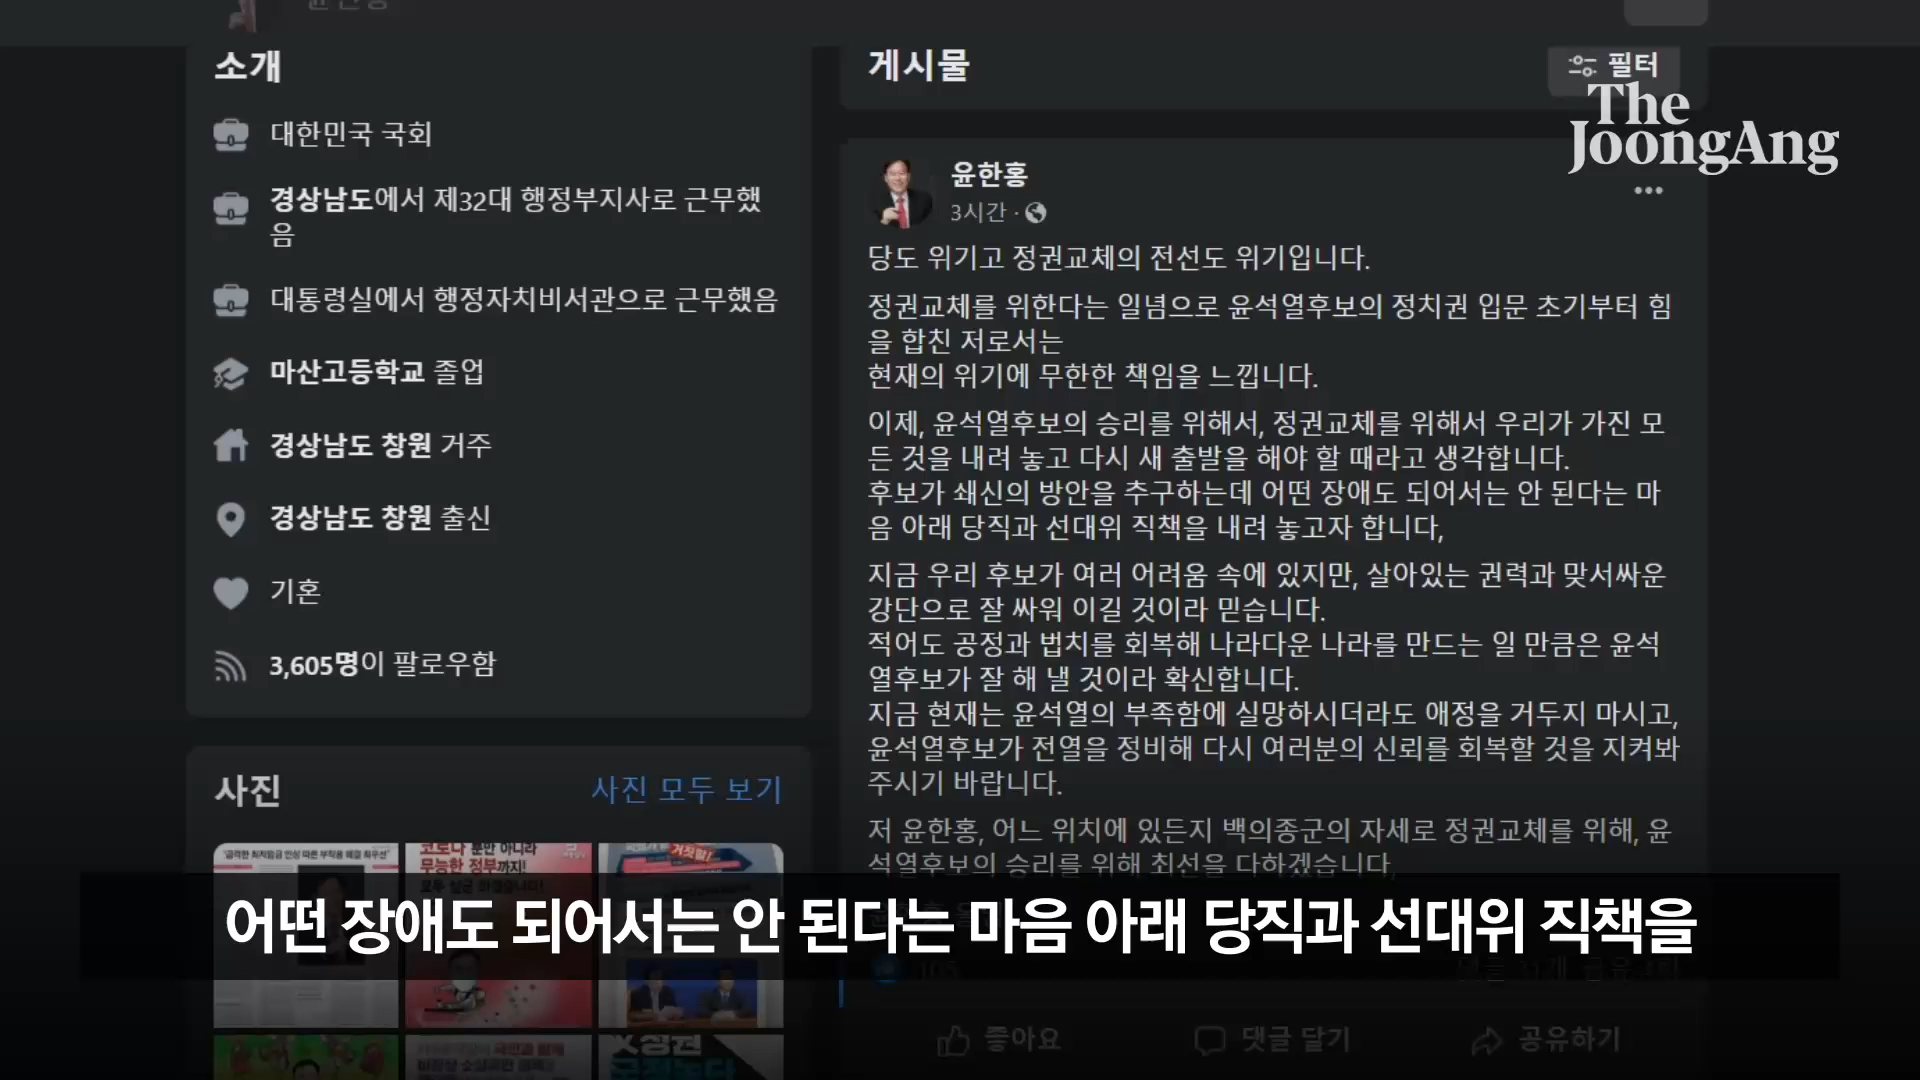 윤한홍
소개
대한민국 국회
경상남도에서 제32대 행정부지사로 근무했
음
대통령실에서 행정자치비서관으로 근무했음
마산고등학교 졸업
경상남도 창원 거주
경상남도 창원 출신
기혼
3,605명이 팔로우함
사진
사진 모두 보기
코로나 뿐만 아니라
무능한 정부까지!
거짓말!
게시물
필터
The
JoongAng
윤한홍
3시간 ·
당도 위기고 정권교체의 전선도 위기입니다.
정권교체를 위한다는 일념으로 윤석열후보의 정치권 입문 초기부터 힘
을 합친 저로서는
현재의 위기에 무한한 책임을 느낍니다.
이제, 윤석열후보의 승리를 위해서, 정권교체를 위해서 우리가 가진 모
든 것을 내려 놓고 다시 새 출발을 해야 할 때라고 생각합니다.
후보가 쇄신의 방안을 추구하는데 어떤 장애도 되어서는 안 된다는 마
음 아래 당직과 선대위 직책을 내려 놓고자 합니다,
지금 우리 후보가 여러 어려움 속에 있지만, 살아있는 권력과 맞서싸운
강단으로 잘 싸워 이길 것이라 믿습니다.
적어도 공정과 법치를 회복해 나라다운 나라를 만드는 일 만큼은 윤석
열후보가 잘 해 낼 것이라 확신합니다.
지금 현재는 윤석열의 부족함에 실망하시더라도 애정을 거두지 마시고,
윤석열후보가 전열을 정비해 다시 여러분의 신뢰를 회복할 것을 지켜봐
주시기 바랍니다.
저 윤한홍, 어느 위치에 있든지 백의종군의 자세로 정권교체를 위해, 윤
석열후보의 승리를 위해 최선을 다하겠습니다,
어떤 장애도 되어서는 안 된다는 마음 아래 당직과 선대위 직책을
105
좋아요
댓글 달기
공유하기